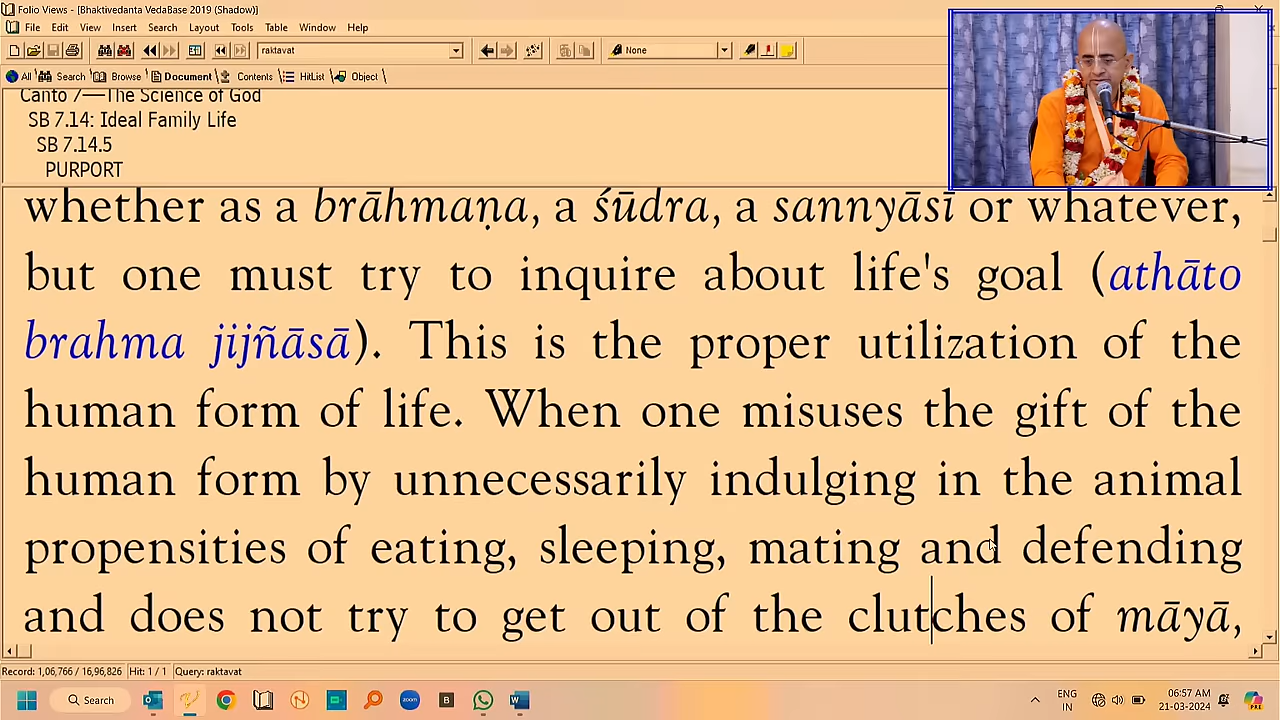 Folio Views - [Bhaktivedanta VedaBase 2019 (Shadow)]
File Edit View Insert Search Layout Tools Table Window Help
raktavat
None
All Search Browse Document Contents HitList Object
Canto 7—The Science of God
SB 7.14: Ideal Family Life
SB 7.14.5
PURPORT
whether as a brāhmaṇa, a śūdra, a sannyāsī or whatever,
but one must try to inquire about life's goal (athāto
brahma jijñāsā). This is the proper utilization of the
human form of life. When one misuses the gift of the
human form by unnecessarily indulging in the animal
propensities of eating, sleeping, mating and defending
and does not try to get out of the clutches of māyā,
Record: 1,06,766 / 16,96,826 Hit: 1 / 1 Query: raktavat
Search
zoom
B
W
ENG
IN
06:57 AM
21-03-2024
PRE